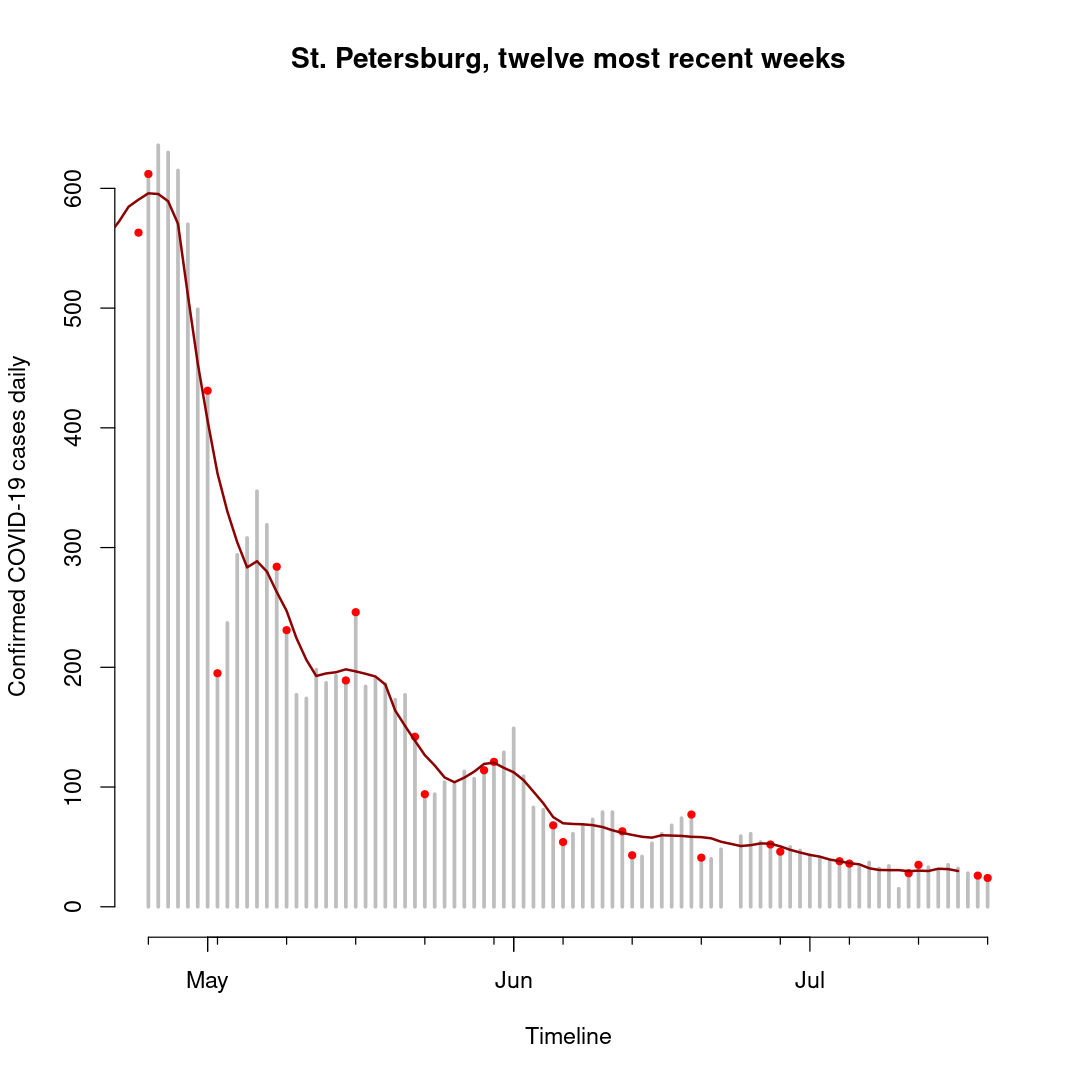 St. Petersburg, twelve most recent weeks
Confirmed COVID-19 cases daily
600
500
400
300
200
100
0
May Jun Jul
Timeline